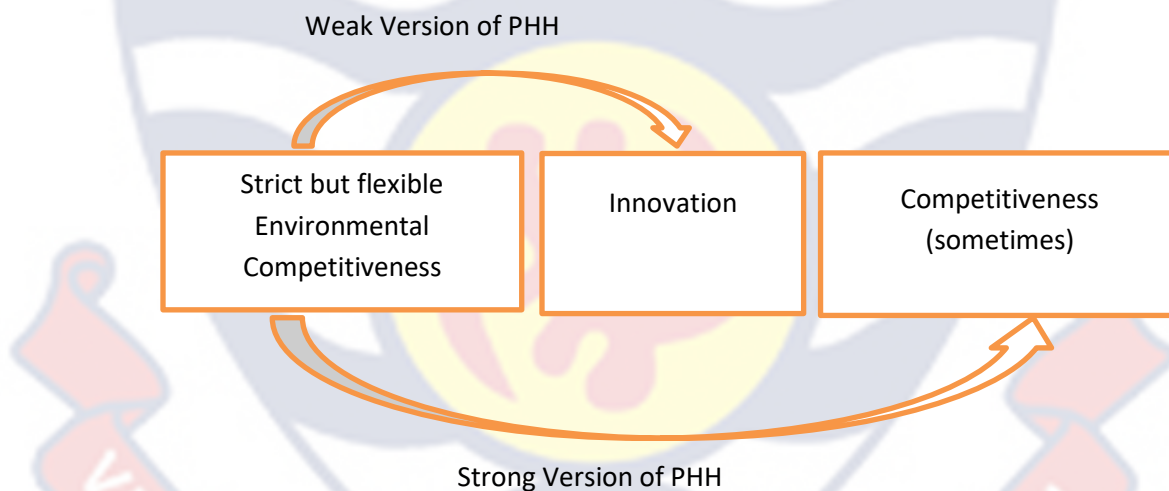 Weak Version of PHH
Strict but flexible
Environmental
Competitiveness
Innovation
Competitiveness
(sometimes)
Strong Version of PHH